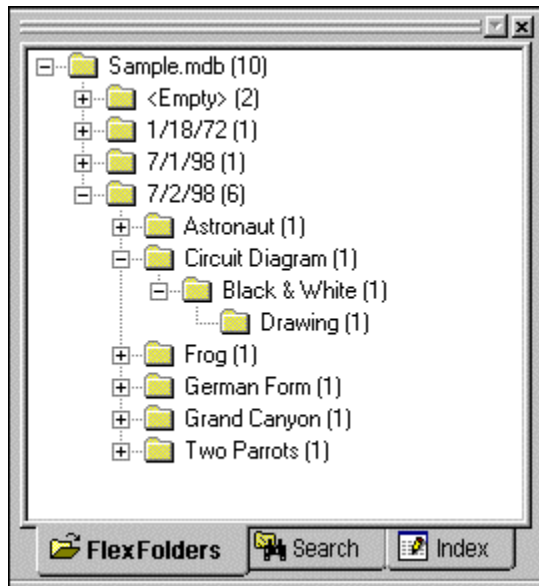 Sample.mdb (10)
<Empty> (2)
1/18/72 (1)
7/1/98 (1)
7/2/98 (6)
Astronaut (1)
Circuit Diagram (1)
Black & White (1)
Drawing (1)
Frog (1)
German Form (1)
Grand Canyon (1)
Two Parrots (1)
FlexFolders Search Index